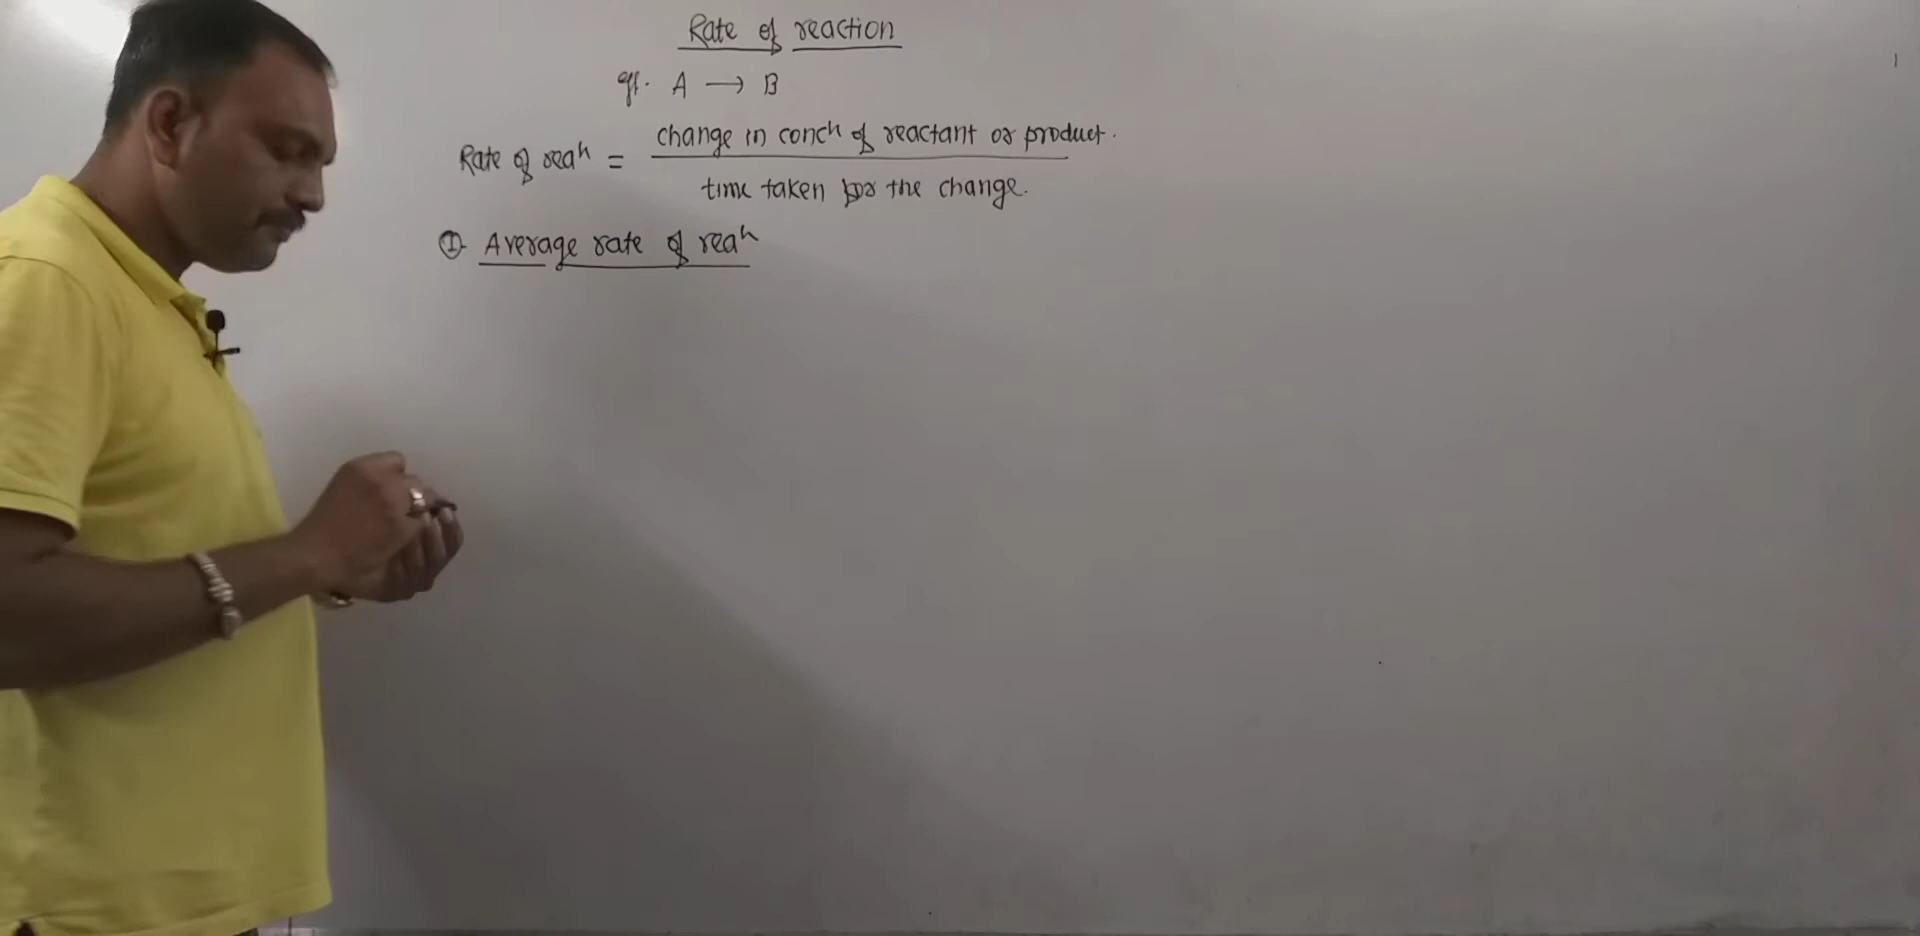 Rate of reaction
If. A → B
Rate of reaⁿ = change in concⁿ of reactant or product.
time taken for the change.
① Average rate of reaⁿ